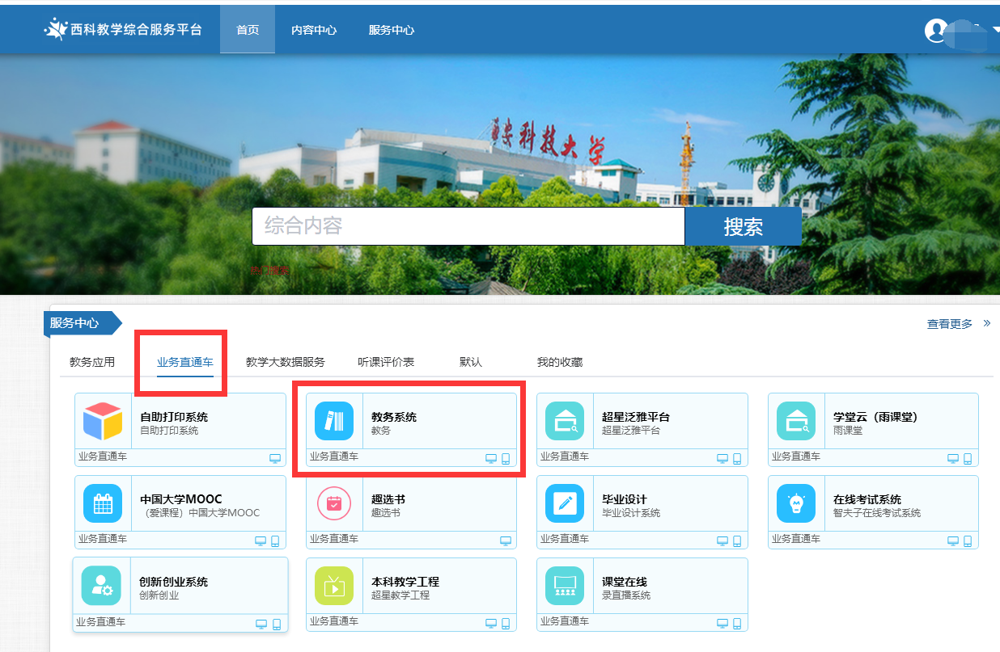 西科教学综合服务平台
首页
内容中心
服务中心
西安科技大学
综合内容
搜索
服务中心
查看更多 »
教务应用
业务直通车
教学大数据服务
听课评价表
默认
我的收藏
自助打印系统
自助打印系统
业务直通车
教务系统
教务
业务直通车
超星泛雅平台
超星泛雅平台
业务直通车
学堂云（雨课堂）
雨课堂
业务直通车
中国大学MOOC
（爱课程）中国大学MOOC
业务直通车
趣选书
趣选书
业务直通车
毕业设计
毕业设计系统
业务直通车
在线考试系统
智夫子在线考试系统
业务直通车
创新创业系统
创新创业
业务直通车
本科教学工程
超星教学工程
业务直通车
课堂在线
录直播系统
业务直通车